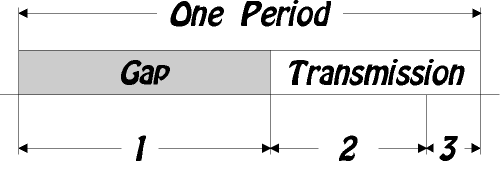 One Period
Gap Transmission
1 2 3